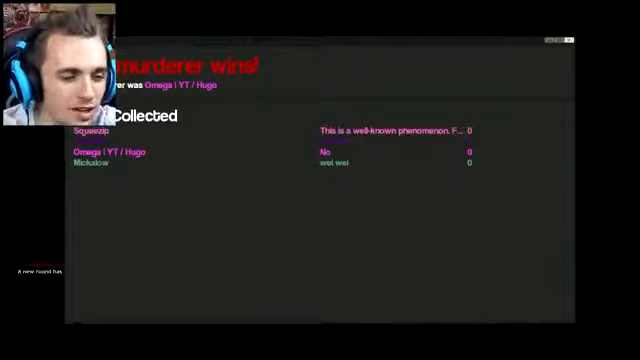 murderer wins!
er was Omega | YT / Hugo
Collected
Squeezip This is a well-known phenomenon. F... 0
Omega | YT / Hugo No 0
Mickalow wei wei 0
A new round has